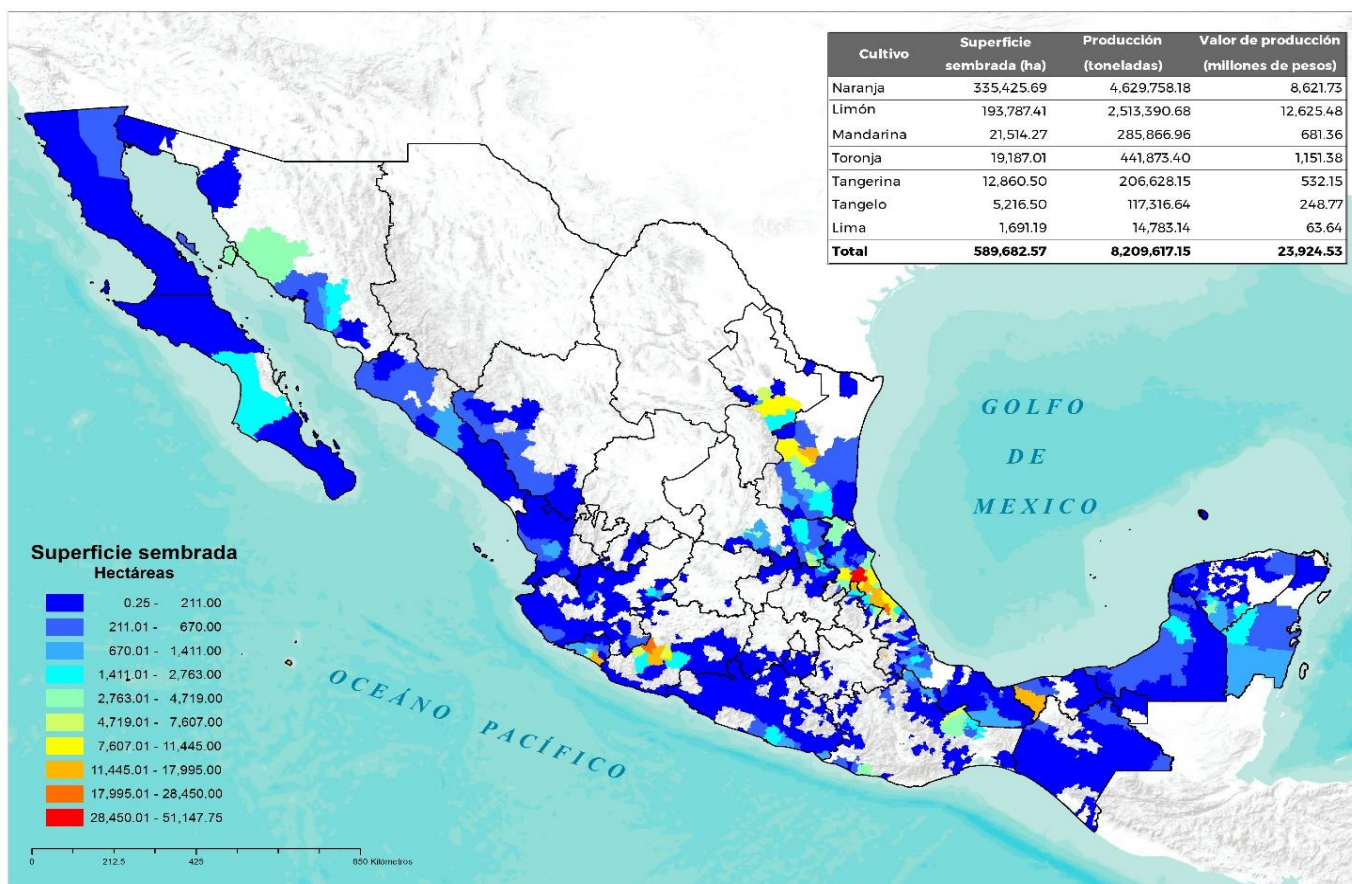 Cultivo Superficie sembrada (ha) Producción (toneladas) Valor de producción (millones de pesos)
Naranja 335,425.69 4,629,758.18 8,621.73
Limón 193,787.41 2,513,390.68 12,625.48
Mandarina 21,514.27 285,866.96 681.36
Toronja 19,187.01 441,873.40 1,151.38
Tangerina 12,860.50 206,628.15 532.15
Tangelo 5,216.50 117,316.64 248.77
Lima 1,691.19 14,783.14 63.64
Total 589,682.57 8,209,617.15 23,924.53
GOLFO
DE
MEXICO
OCEÁNO PACÍFICO
Superficie sembrada
Hectáreas
0.25 - 211.00
211.01 - 670.00
670.01 - 1,411.00
1,411.01 - 2,763.00
2,763.01 - 4,719.00
4,719.01 - 7,607.00
7,607.01 - 11,445.00
11,445.01 - 17,995.00
17,995.01 - 28,450.00
28,450.01 - 51,147.75
0 212.5 425 850 Kilómetros